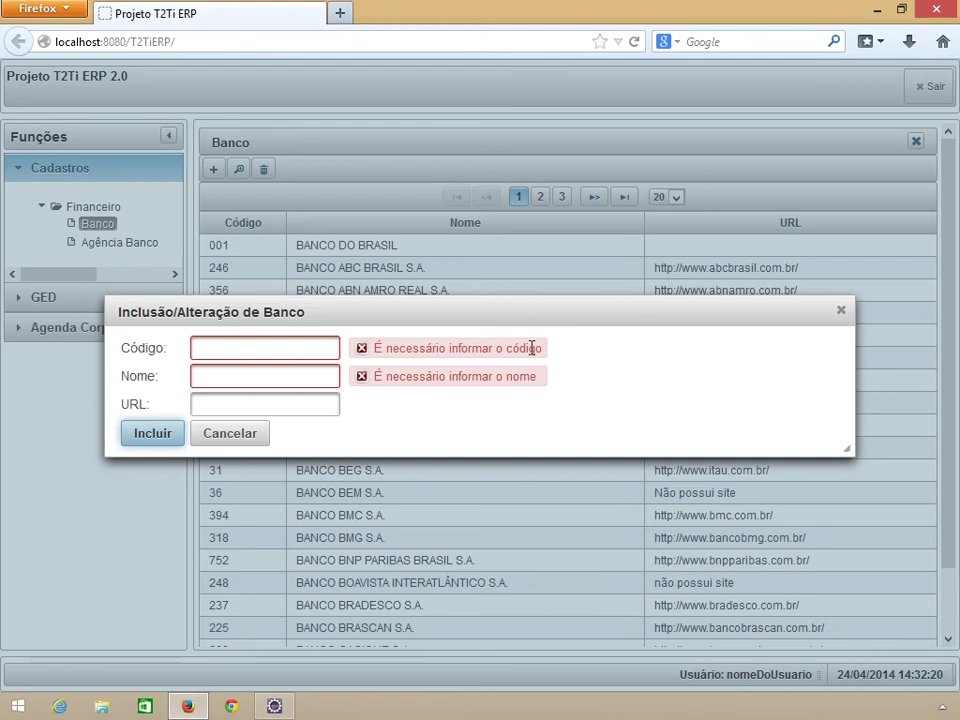 Firefox
Projeto T2Ti ERP
localhost:8080/T2TiERP/
Google
Projeto T2Ti ERP 2.0
Sair
Funções
Banco
Cadastros
Financeiro
Banco
Agência Banco
GED
Agenda Corp
1 2 3 20
Código Nome URL
001 BANCO DO BRASIL
246 BANCO ABC BRASIL S.A. http://www.abcbrasil.com.br/
356 BANCO ABN AMRO REAL S.A. http://www.abnamro.com.br/
Inclusão/Alteração de Banco
Código: É necessário informar o código
Nome: É necessário informar o nome
URL:
Incluir Cancelar
31 BANCO BEG S.A. http://www.itau.com.br/
36 BANCO BEM S.A. Não possui site
394 BANCO BMC S.A. http://www.bmc.com.br/
318 BANCO BMG S.A. http://www.bancobmg.com.br/
752 BANCO BNP PARIBAS BRASIL S.A. http://www.bnpparibas.com.br/
248 BANCO BOAVISTA INTERATLÂNTICO S.A. não possui site
237 BANCO BRADESCO S.A. http://www.bradesco.com.br/
225 BANCO BRASCAN S.A. http://www.bancobrascan.com.br/
Usuário: nomeDoUsuario
24/04/2014 14:32:20